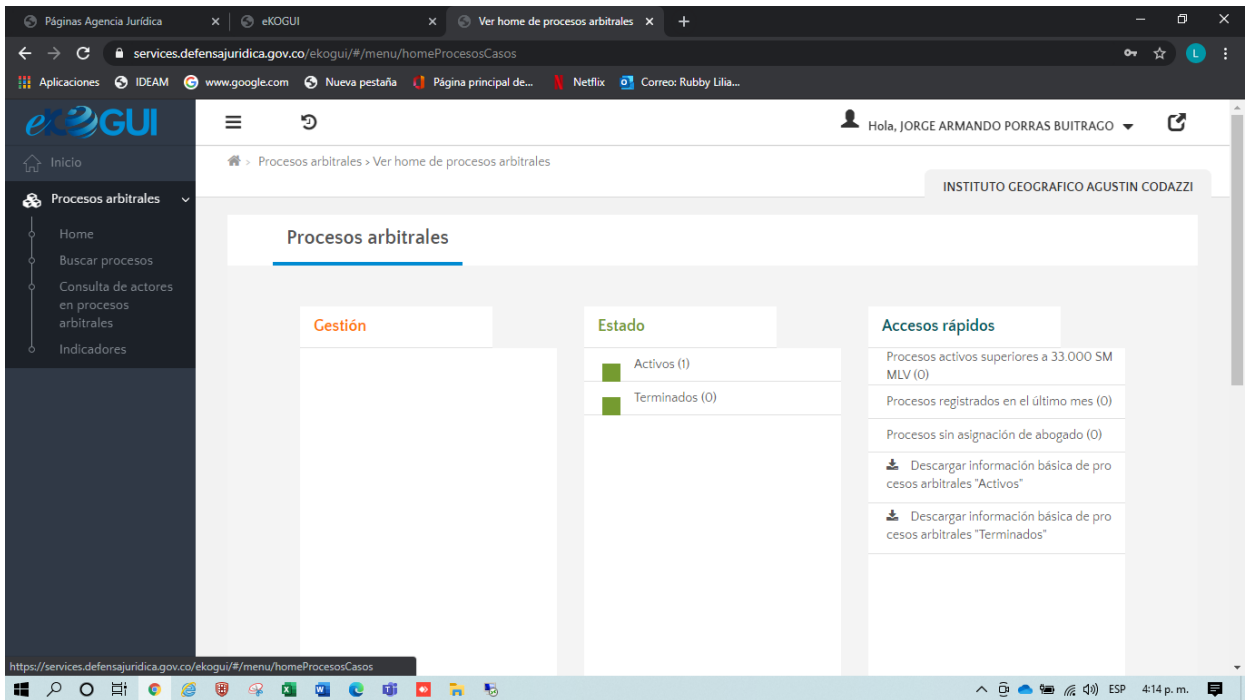 Páginas Agencia Jurídica
eKOGUI
Ver home de procesos arbitrales
services.defensajuridica.gov.co/ekogui/#/menu/homeProcesosCasos
L
Aplicaciones
IDEAM
www.google.com
Nueva pestaña
Página principal de...
Netflix
Correo: Rubby Lilia...
eKOGUI
Hola, JORGE ARMANDO PORRAS BUITRAGO
Inicio
Procesos arbitrales > Ver home de procesos arbitrales
INSTITUTO GEOGRAFICO AGUSTIN CODAZZI
Procesos arbitrales
Home
Buscar procesos
Consulta de actores
en procesos
arbitrales
Indicadores
Procesos arbitrales
Gestión
Estado
Activos (1)
Terminados (0)
Accesos rápidos
Procesos activos superiores a 33.000 SM
MLV (0)
Procesos registrados en el último mes (0)
Procesos sin asignación de abogado (0)
Descargar información básica de pro
cesos arbitrales "Activos"
Descargar información básica de pro
cesos arbitrales "Terminados"
https://services.defensajuridica.gov.co/ekogui/#/menu/homeProcesosCasos
ESP
4:14 p. m.